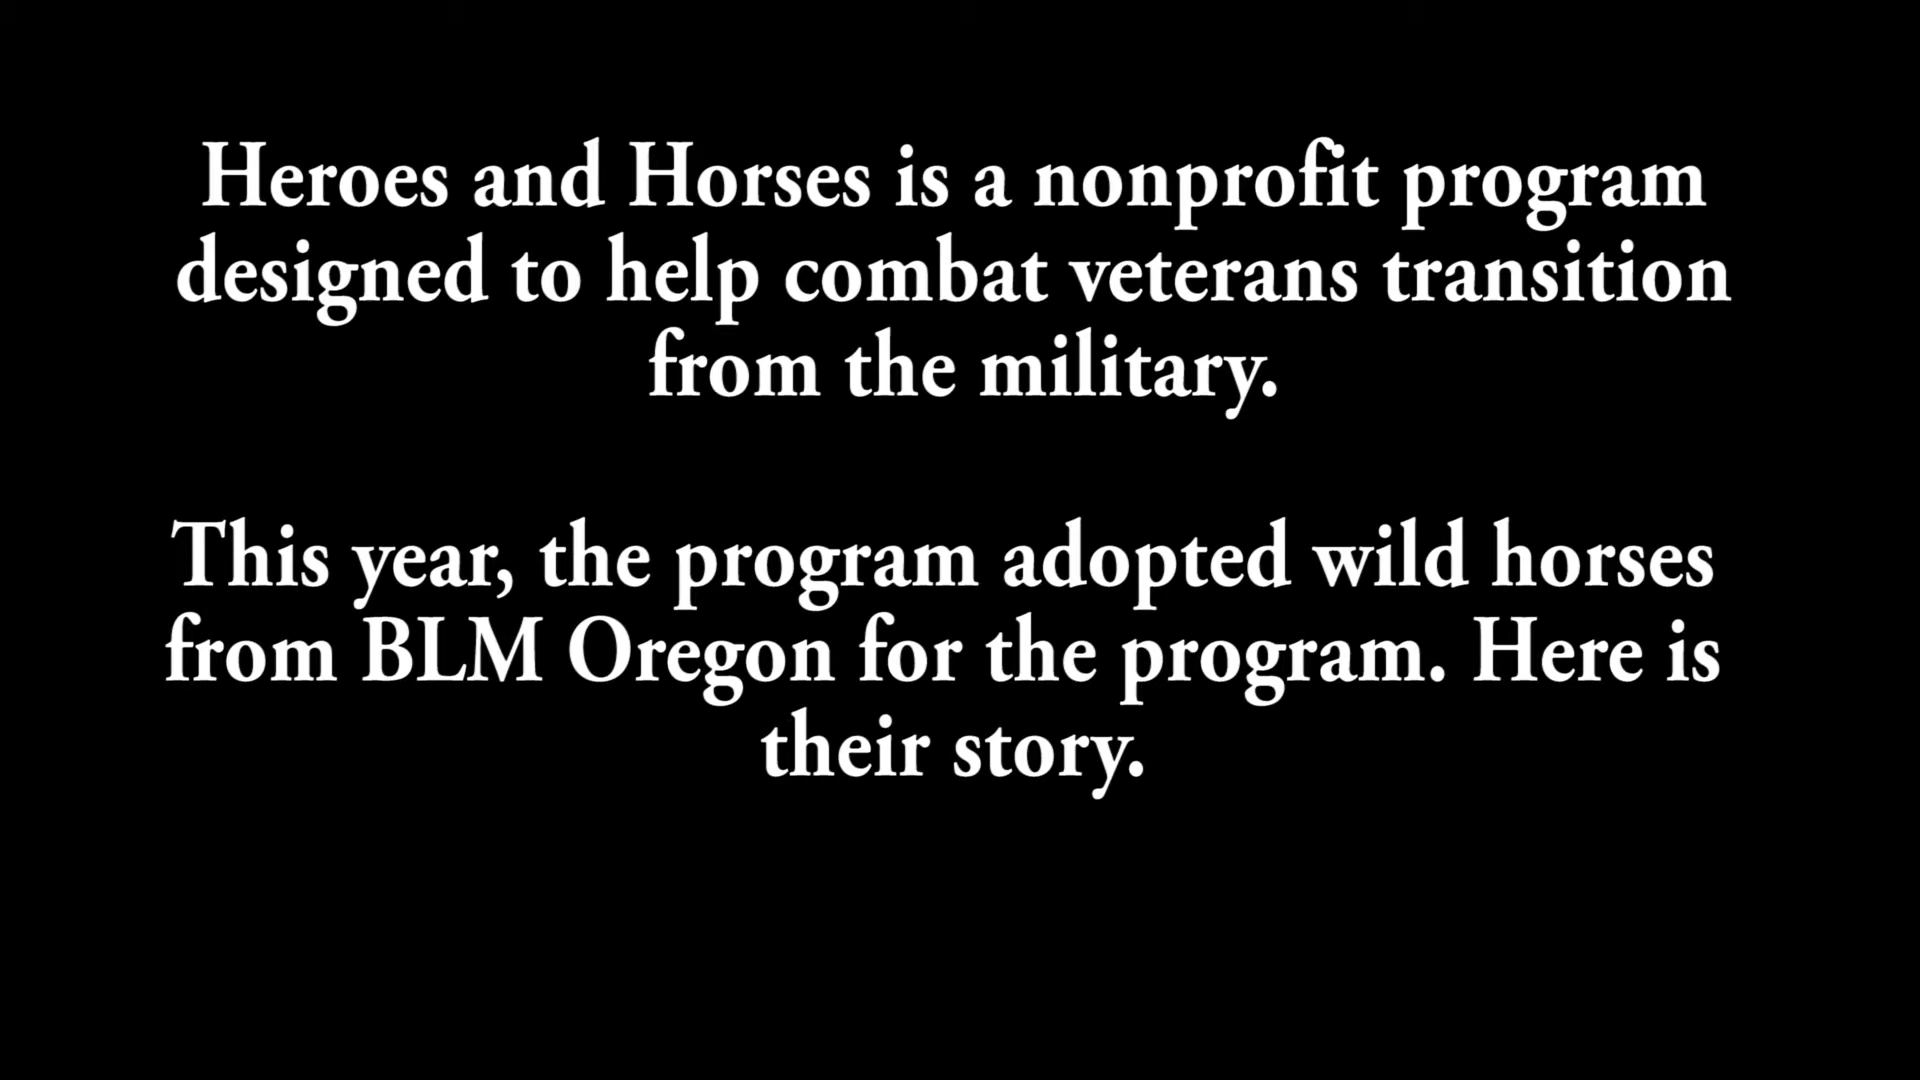 Heroes and Horses is a nonprofit program
designed to help combat veterans transition
from the military.
This year, the program adopted wild horses
from BLM Oregon for the program. Here is
their story.